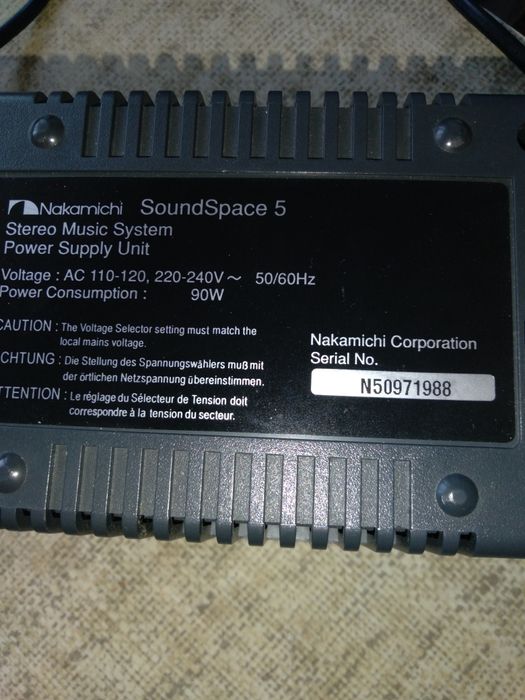 Nakamichi SoundSpace 5
Stereo Music System
Power Supply Unit
Voltage : AC 110-120, 220-240V ~ 50/60Hz
Power Consumption : 90W
CAUTION : The Voltage Selector setting must match the
local mains voltage.
ACHTUNG : Die Stellung des Spannungswählers muß mit
der örtlichen Netzspannung übereinstimmen.
ATTENTION : Le réglage du Sélecteur de Tension doit
correspondre à la tension du secteur.
Nakamichi Corporation
Serial No.
N50971988